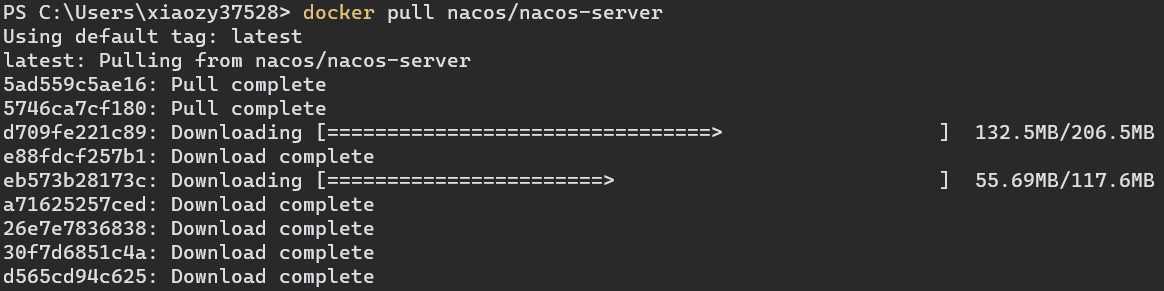 PS C:\Users\xiaozy37528> docker pull nacos/nacos-server
Using default tag: latest
latest: Pulling from nacos/nacos-server
5ad559c5ae16: Pull complete
5746ca7cf180: Pull complete
d709fe221c89: Downloading [================================>                  ]  132.5MB/206.5MB
e88fdcf257b1: Download complete
eb573b28173c: Downloading [=======================>                           ]  55.69MB/117.6MB
a71625257ced: Download complete
26e7e7836838: Download complete
30f7d6851c4a: Download complete
d565cd94c625: Download complete